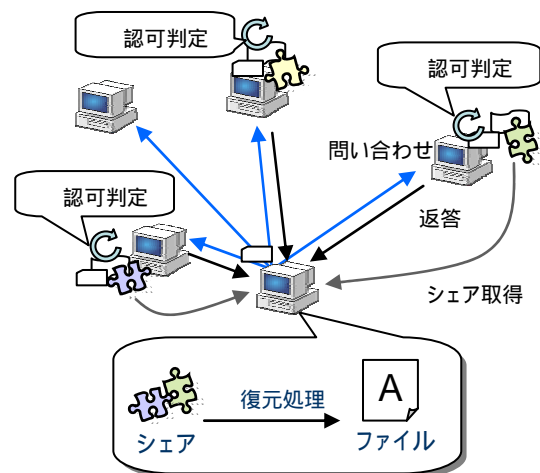 認可判定
認可判定
問い合わせ
認可判定
返答
シェア取得
復元処理
A
シェア
ファイル